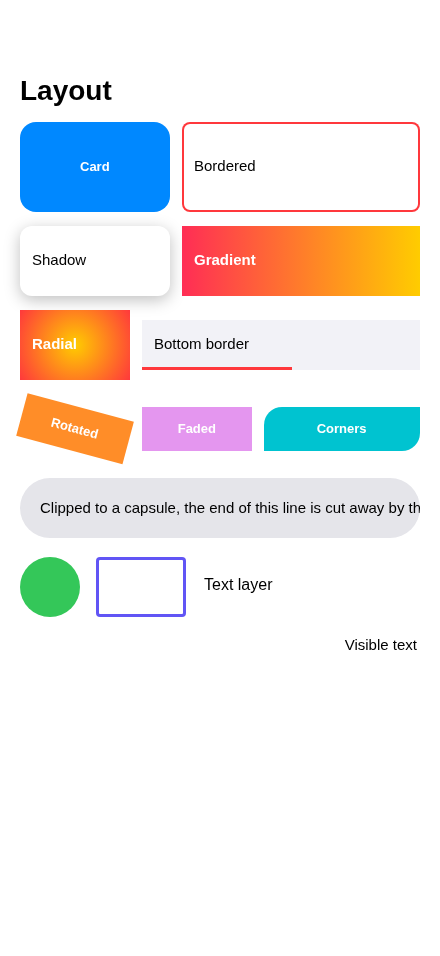 Layout
Card
Bordered
Shadow
Gradient
Radial
Bottom border
Rotated
Faded
Corners
Clipped to a capsule, the end of this line is cut away by th
Text layer
Visible text